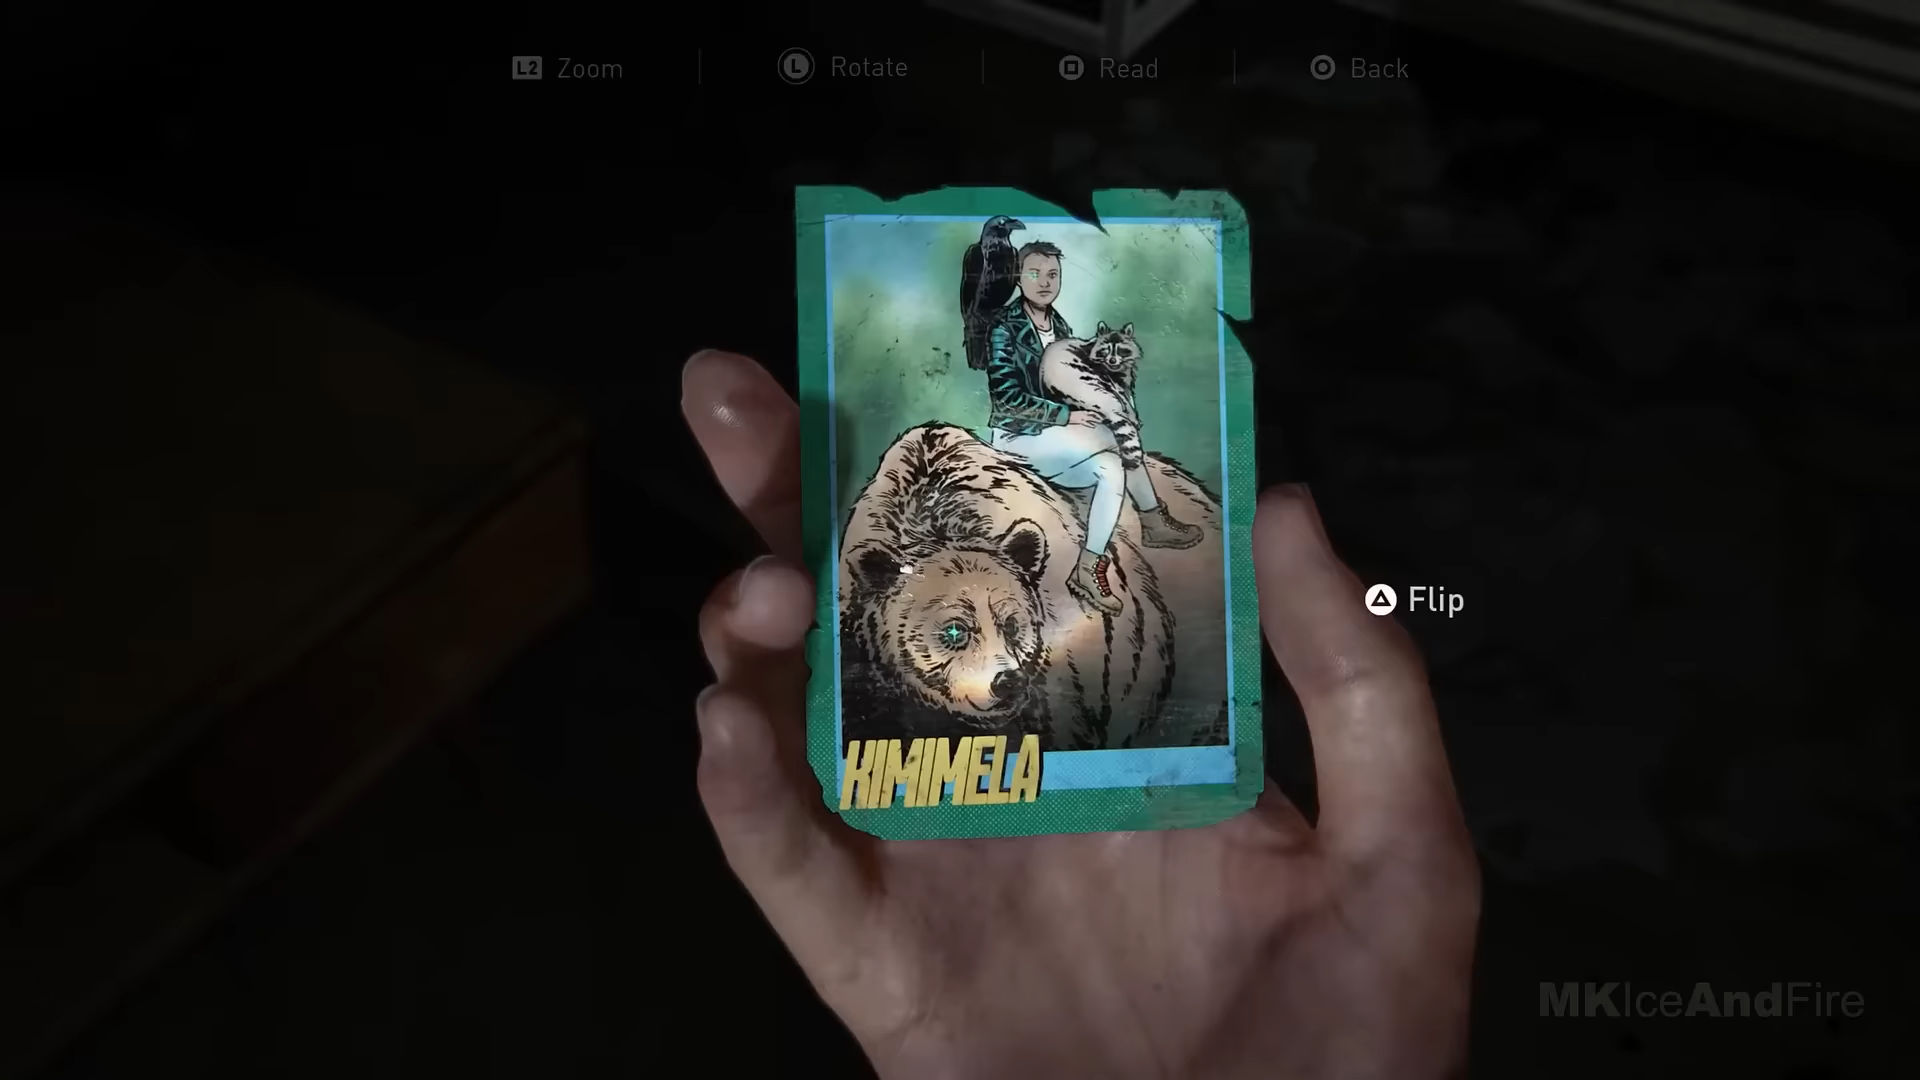 L2 Zoom
L Rotate
Read
Back
Flip
KIMIMELA
MKIceAndFire